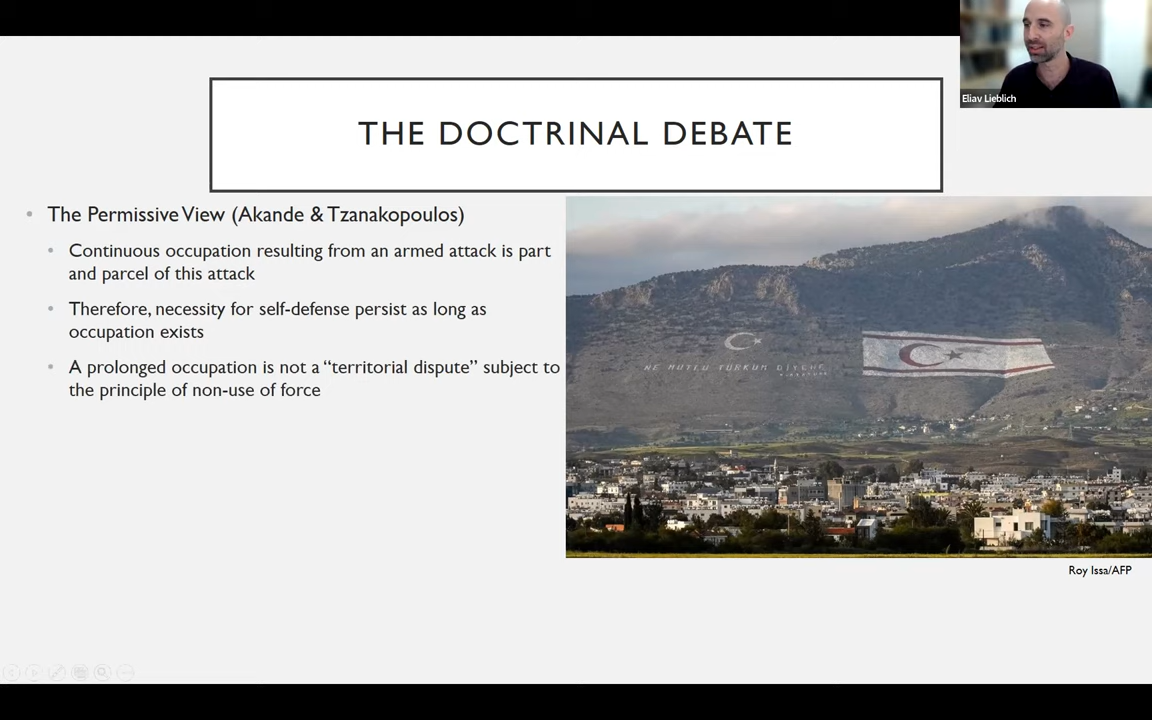 Eliav Lieblich
THE DOCTRINAL DEBATE
• The Permissive View (Akande & Tzanakopoulos)
• Continuous occupation resulting from an armed attack is part
and parcel of this attack
• Therefore, necessity for self-defense persist as long as
occupation exists
• A prolonged occupation is not a “territorial dispute” subject to
the principle of non-use of force
NE MUTLU TÜRKÜM DİYENE
Roy Issa/AFP